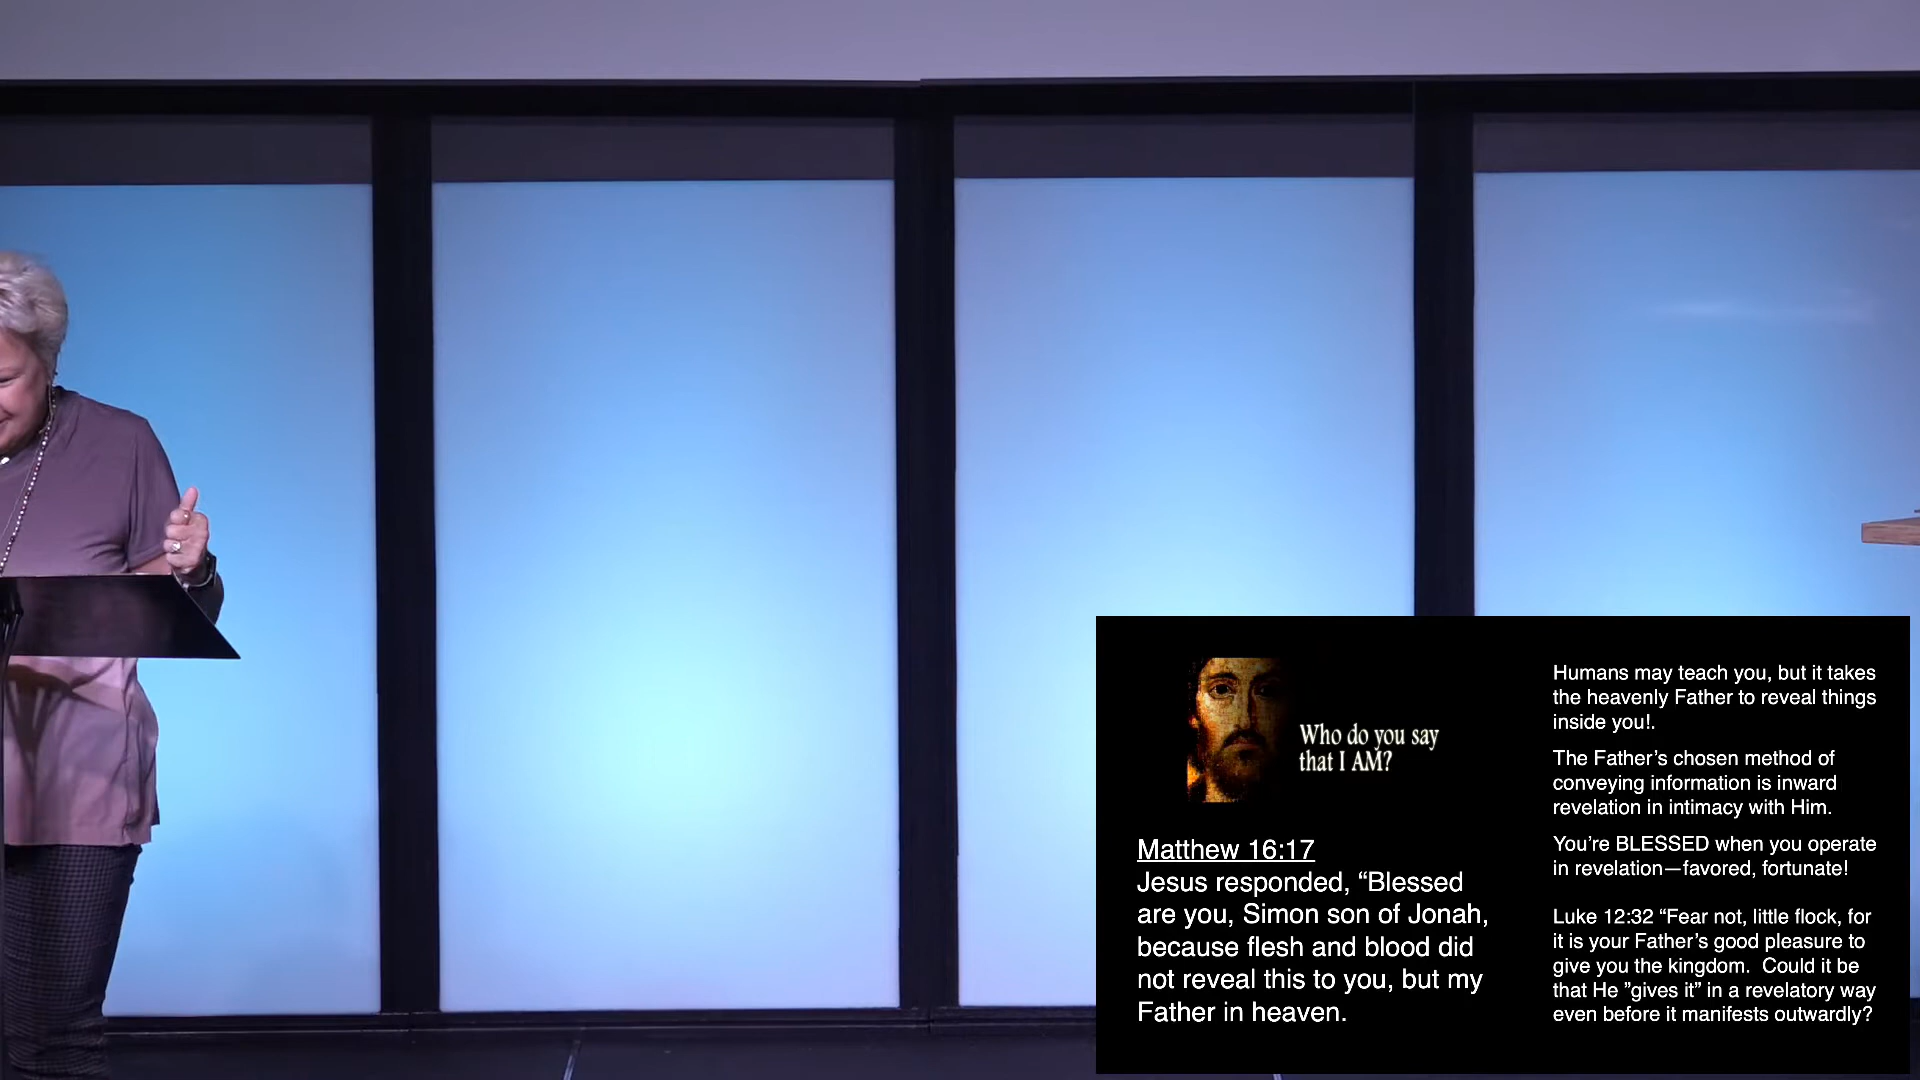 Who do you say
that I AM?
Matthew 16:17
Jesus responded, “Blessed
are you, Simon son of Jonah,
because flesh and blood did
not reveal this to you, but my
Father in heaven.
Humans may teach you, but it takes
the heavenly Father to reveal things
inside you!.
The Father’s chosen method of
conveying information is inward
revelation in intimacy with Him.
You’re BLESSED when you operate
in revelation—favored, fortunate!
Luke 12:32 “Fear not, little flock, for
it is your Father’s good pleasure to
give you the kingdom.  Could it be
that He ”gives it” in a revelatory way
even before it manifests outwardly?